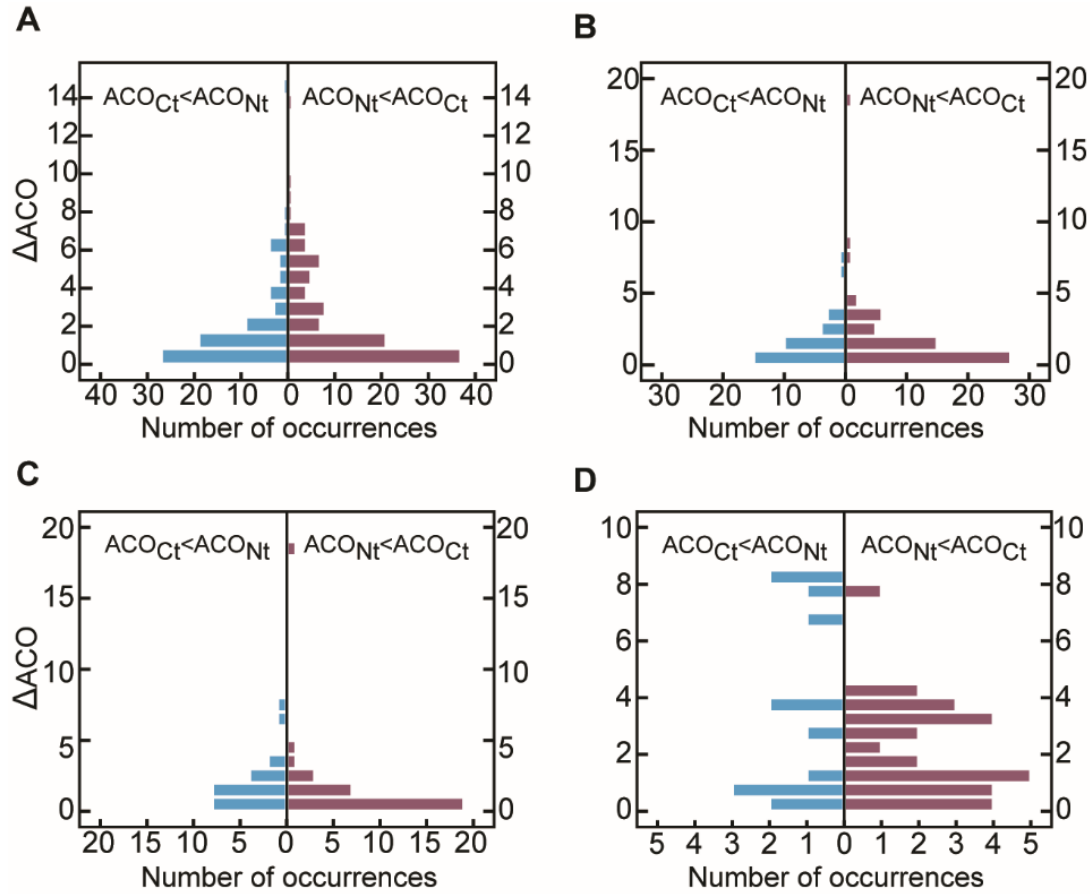 A
ACOCt<ACONt
ACONt<ACOCt
ΔACO
14
12
10
8
6
4
2
0
14
12
10
8
6
4
2
0
40 30 20 10 0 10 20 30 40
Number of occurrences
B
ACOCt<ACONt
ACONt<ACOCt
20
15
10
5
0
20
15
10
5
0
30 20 10 0 10 20 30
Number of occurrences
C
ACOCt<ACONt
ACONt<ACOCt
ΔACO
20
15
10
5
0
20
15
10
5
0
20 15 10 5 0 5 10 15 20
Number of occurrences
D
ACOCt<ACONt
ACONt<ACOCt
10
8
6
4
2
0
10
8
6
4
2
0
5 4 3 2 1 0 1 2 3 4 5
Number of occurrences